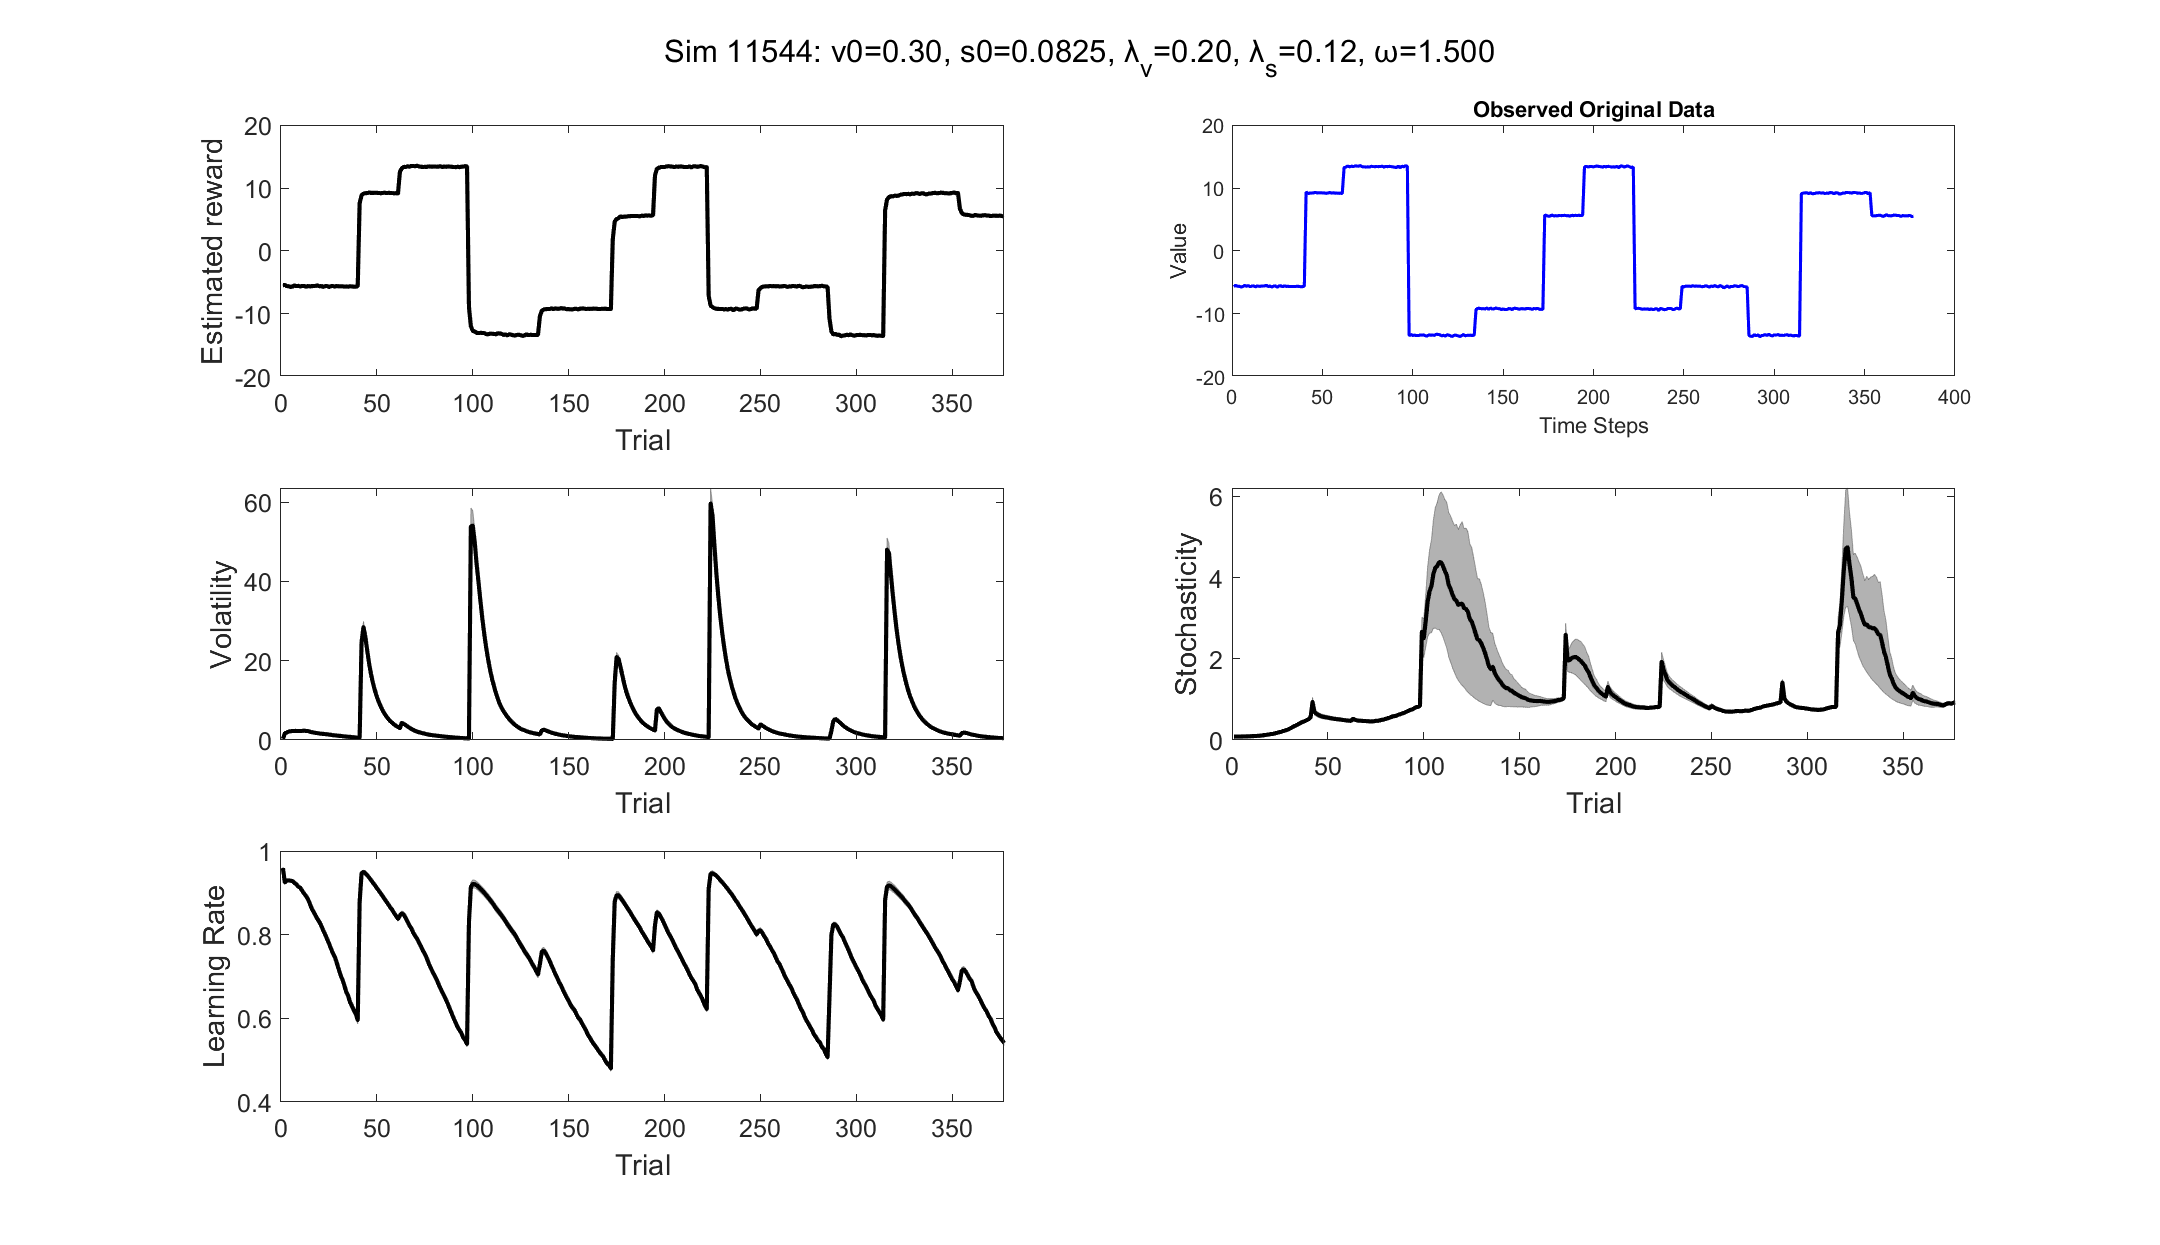 Sim 11544: v0=0.30, s0=0.0825, λ_v=0.20, λ_s=0.12, ω=1.500
20
10
0
-10
-20
Estimated reward
0 50 100 150 200 250 300 350
Trial
Observed Original Data
20
10
0
-10
-20
Value
0 50 100 150 200 250 300 350 400
Time Steps
60
40
20
0
Volatility
0 50 100 150 200 250 300 350
Trial
6
4
2
0
Stochasticity
0 50 100 150 200 250 300 350
Trial
1
0.8
0.6
0.4
Learning Rate
0 50 100 150 200 250 300 350
Trial